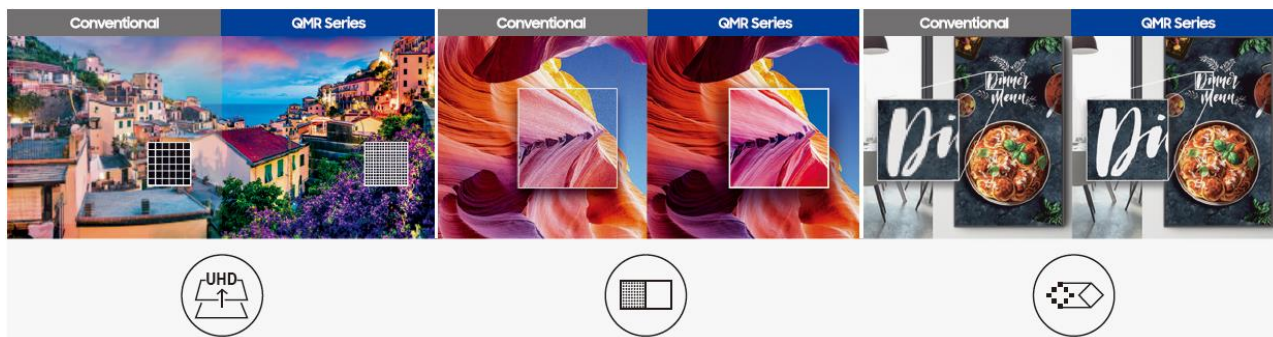 Conventional
QMR Series
Conventional
QMR Series
Conventional
QMR Series
Dinner
Menu
Di
Dinner
Menu
Di
UHD